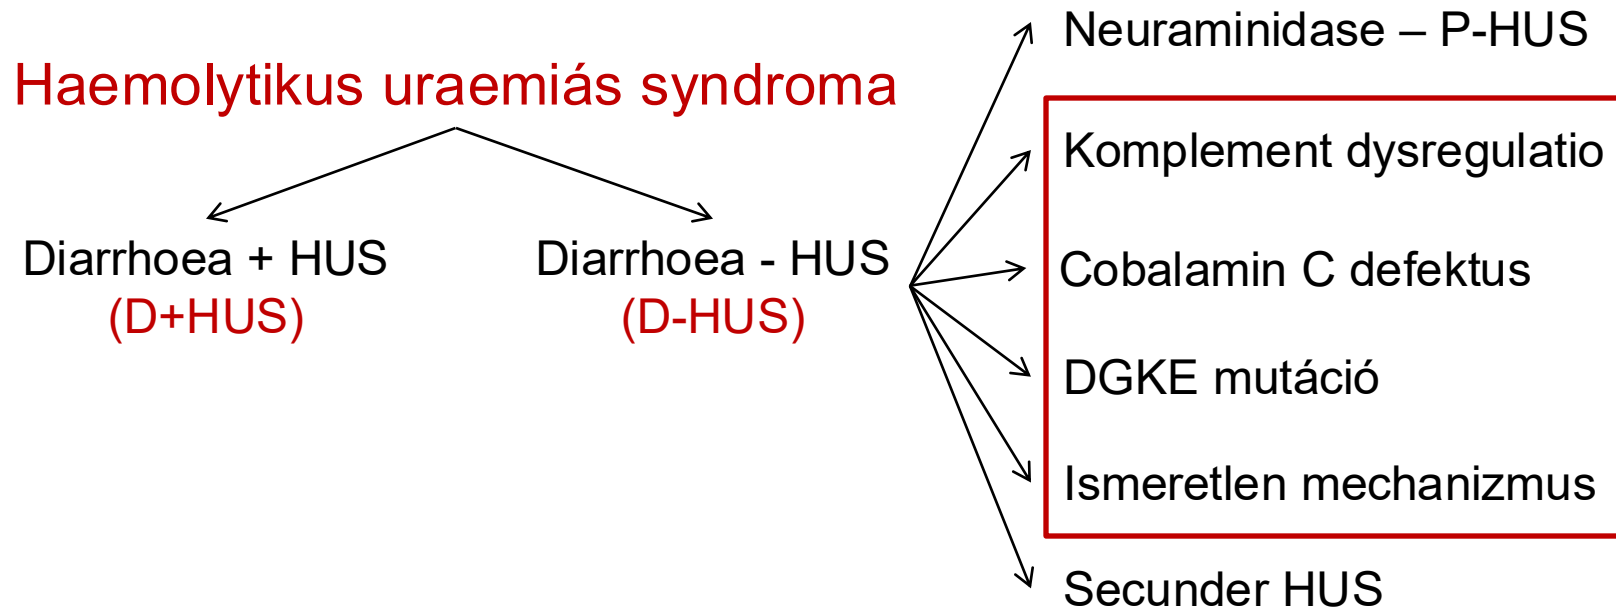 Haemolytikus uraemiás syndroma
Diarrhoea + HUS
(D+HUS)
Diarrhoea - HUS
(D-HUS)
Neuraminidase – P-HUS
Komplement dysregulatio
Cobalamin C defektus
DGKE mutáció
Ismeretlen mechanizmus
Secunder HUS